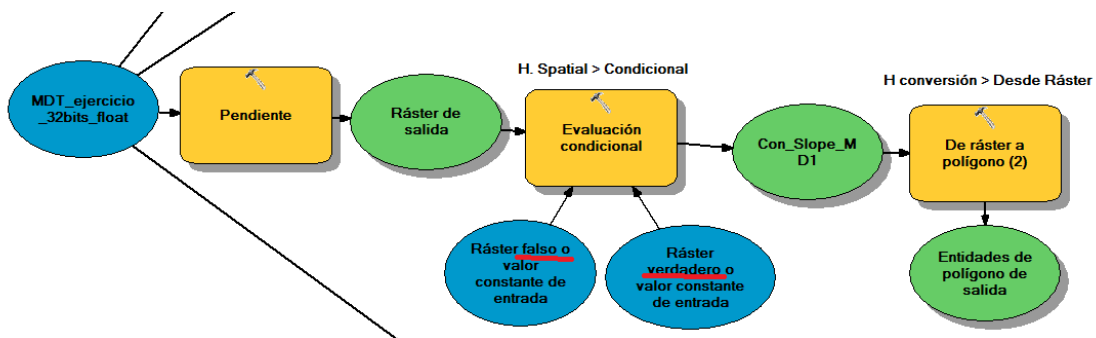 MDT_ejercicio
_32bits_float
Pendiente
Ráster de
salida
H. Spatial > Condicional
Evaluación
condicional
Ráster falso o
valor
constante de
entrada
Ráster
verdadero o
valor constante
de entrada
Con_Slope_M
D1
H conversión > Desde Ráster
De ráster a
polígono (2)
Entidades de
polígono de
salida